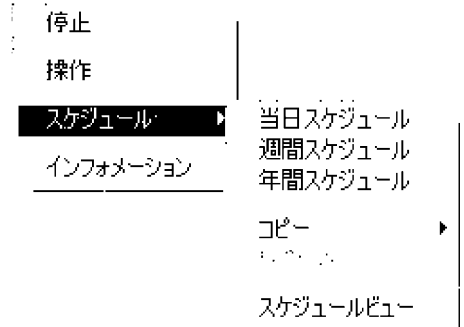 停止
操作
スケジュール
インフォメーション
当日スケジュール
週間スケジュール
年間スケジュール
コピー
スケジュールビュー